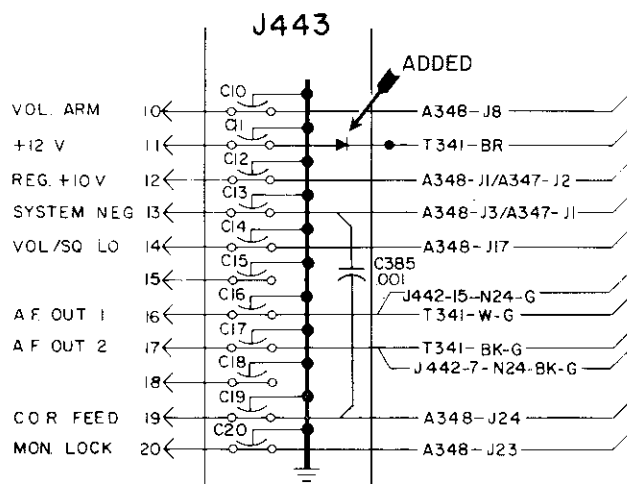 J443
ADDED
C10
VOL. ARM 10 A348-J8
C11
+12 V 11 T341-BR
C12
REG. +10V 12 A348-J1/A347-J2
C13
SYSTEM NEG 13 A348-J3/A347-J1
C14
VOL/SQ LO 14 A348-J17
C15
C385
.001
15
C16
J442-15-N24-G
A.F. OUT 1 16 T341-W-G
C17
A.F. OUT 2 17 T341-BK-G
C18
J442-7-N24-BK-G
18
C19
COR FEED 19 A348-J24
C20
MON. LOCK 20 A348-J23